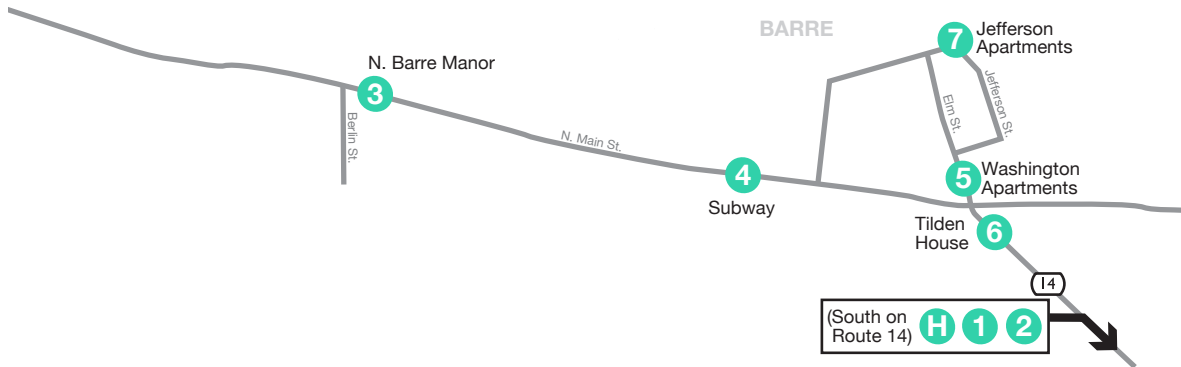 BARRE
7
Jefferson
Apartments
N. Barre Manor
3
Berlin St.
N. Main St.
Elm St.
Jefferson St.
4
Subway
5
Washington
Apartments
Tilden
House
6
14
(South on
Route 14)
H 1 2